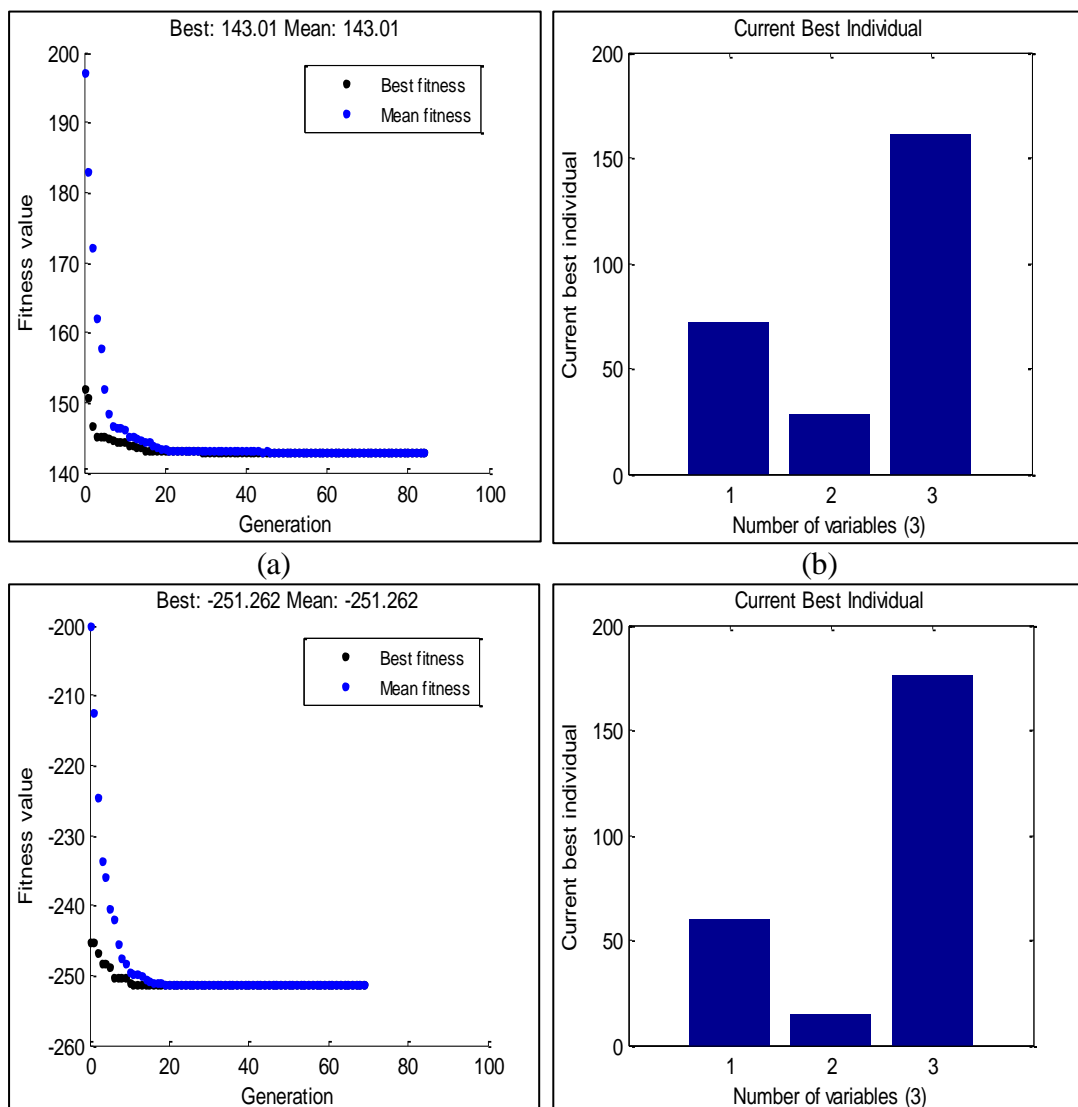 Best: 143.01 Mean: 143.01
200
190
180
170
160
150
140
Fitness value
Best fitness
Mean fitness
0 20 40 60 80 100
Generation
(a)
Current Best Individual
200
150
100
50
0
Current best individual
1 2 3
Number of variables (3)
(b)
Best: -251.262 Mean: -251.262
-200
-210
-220
-230
-240
-250
-260
Fitness value
Best fitness
Mean fitness
0 20 40 60 80 100
Generation
Current Best Individual
200
150
100
50
0
Current best individual
1 2 3
Number of variables (3)